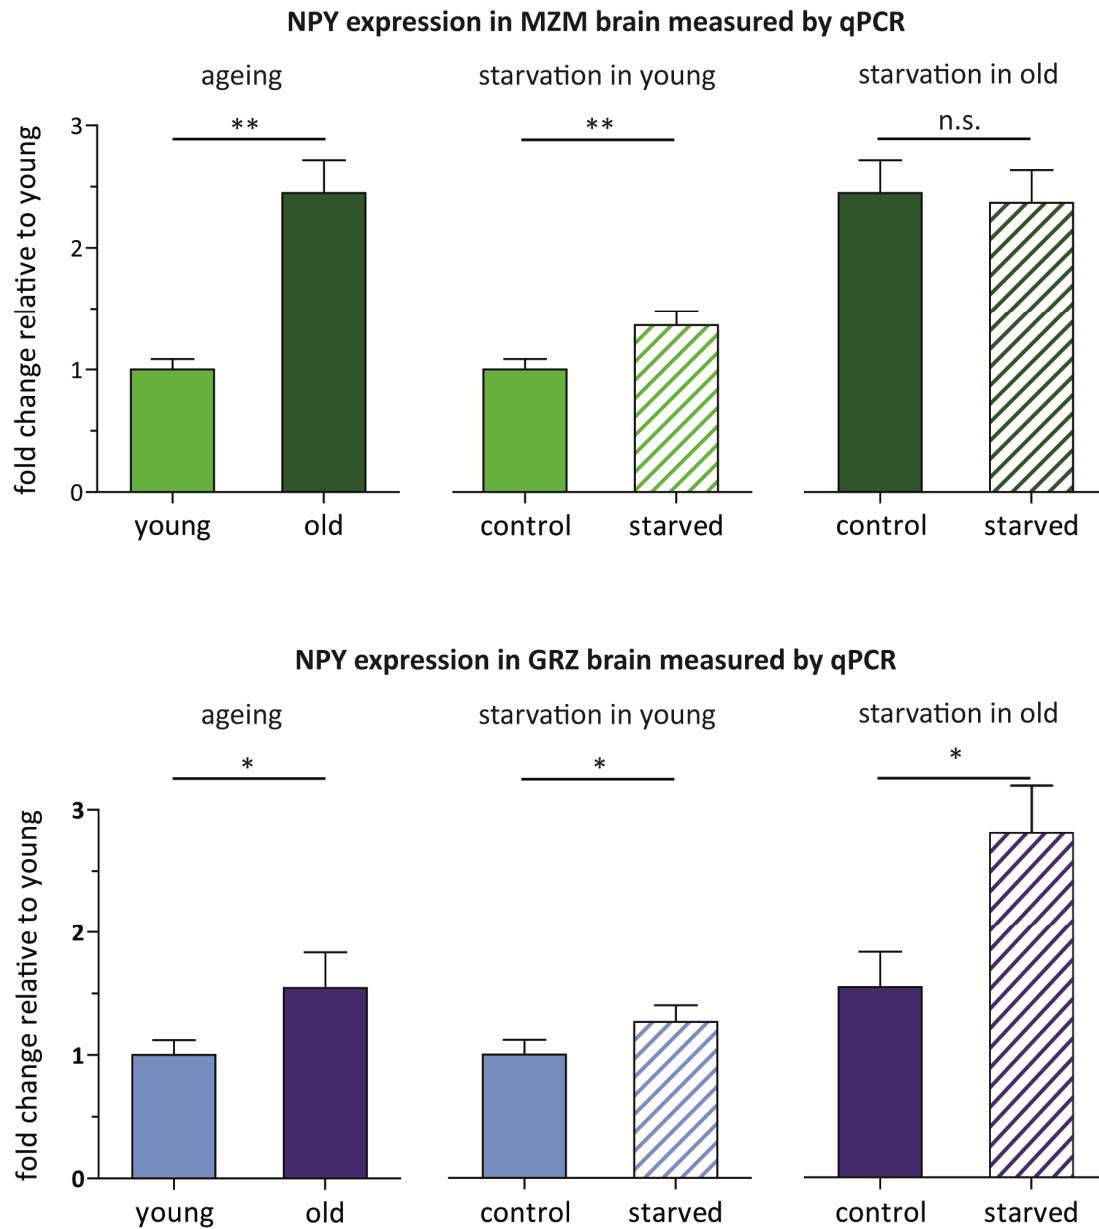 NPY expression in MZM brain measured by qPCR
ageing
starvation in young
starvation in old
**
**
n.s.
fold change relative to young
3
2
1
0
young
old
control
starved
control
starved
NPY expression in GRZ brain measured by qPCR
ageing
starvation in young
starvation in old
*
*
*
fold change relative to young
3
2
1
0
young
old
control
starved
control
starved